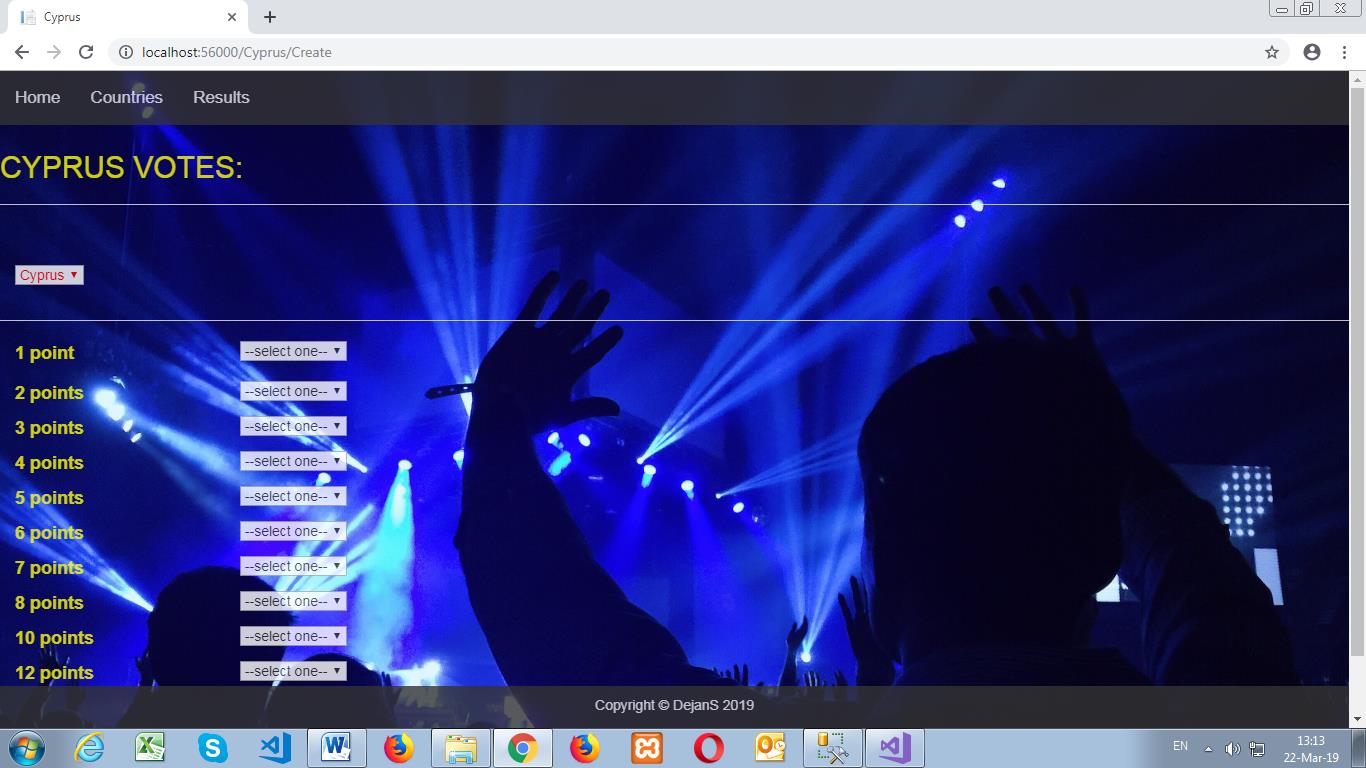 Cyprus
localhost:56000/Cyprus/Create
Home Countries Results
CYPRUS VOTES:
Cyprus
1 point --select one--
2 points --select one--
3 points --select one--
4 points --select one--
5 points --select one--
6 points --select one--
7 points --select one--
8 points --select one--
10 points --select one--
12 points --select one--
Copyright © DejanS 2019
EN
13:13
22-Mar-19